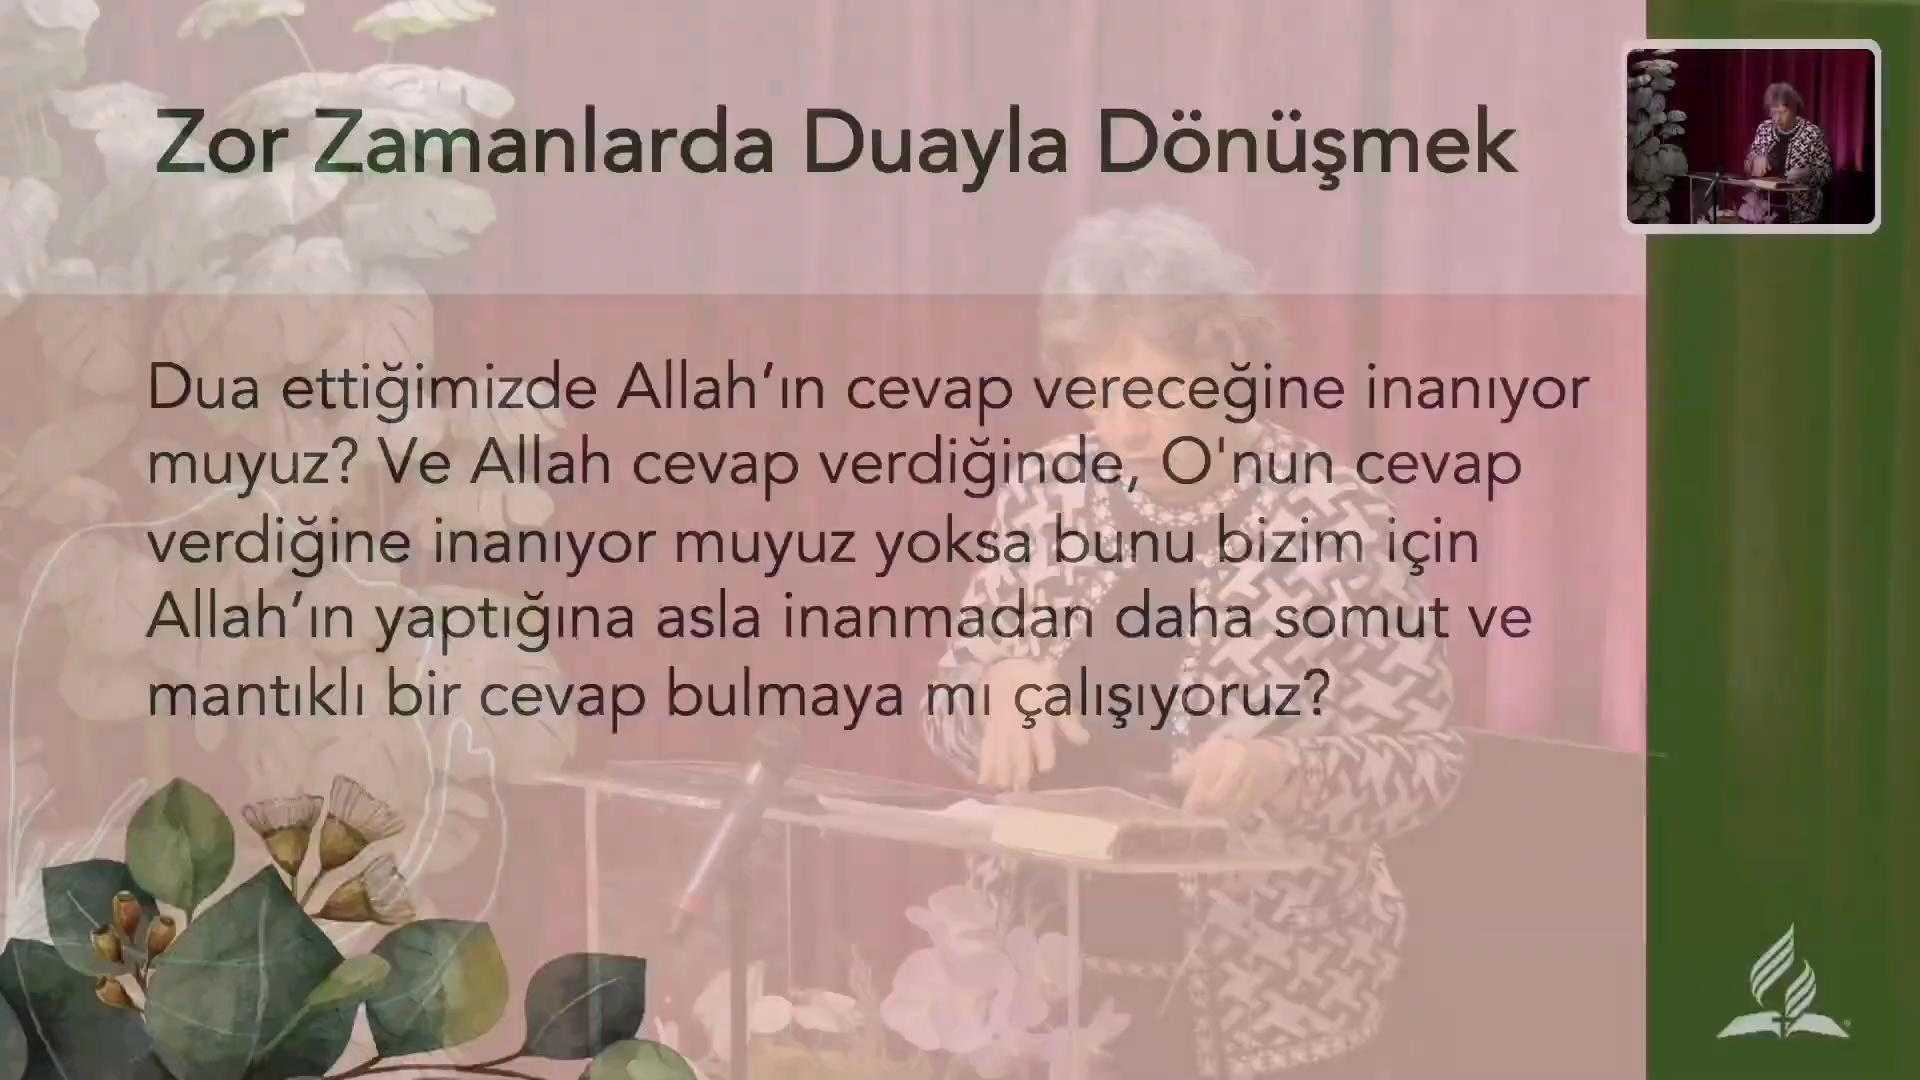 Zor Zamanlarda Duayla Dönüşmek
Dua ettiğimizde Allah’ın cevap vereceğine inanıyor
muyuz? Ve Allah cevap verdiğinde, O'nun cevap
verdiğine inanıyor muyuz yoksa bunu bizim için
Allah’ın yaptığına asla inanmadan daha somut ve
mantıklı bir cevap bulmaya mı çalışıyoruz?